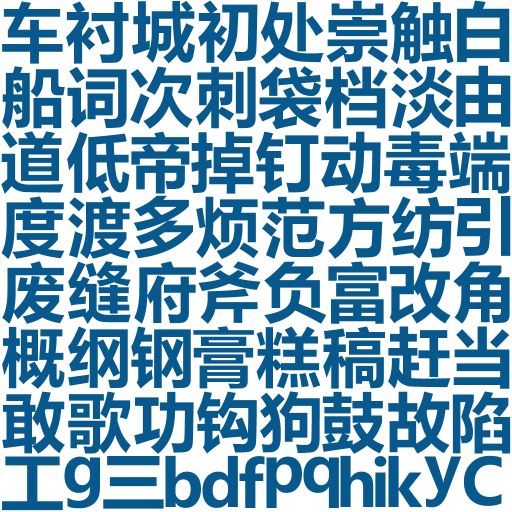 车衬城初处崇触白
船词次刺袋档淡曲
道低帝掉钉动毒端
度渡多烦范方纺引
废缝府斧负富改角
概纲钢膏糕稿赶当
敢歌功钩狗鼓故陷
工g三bdfpqhikyC